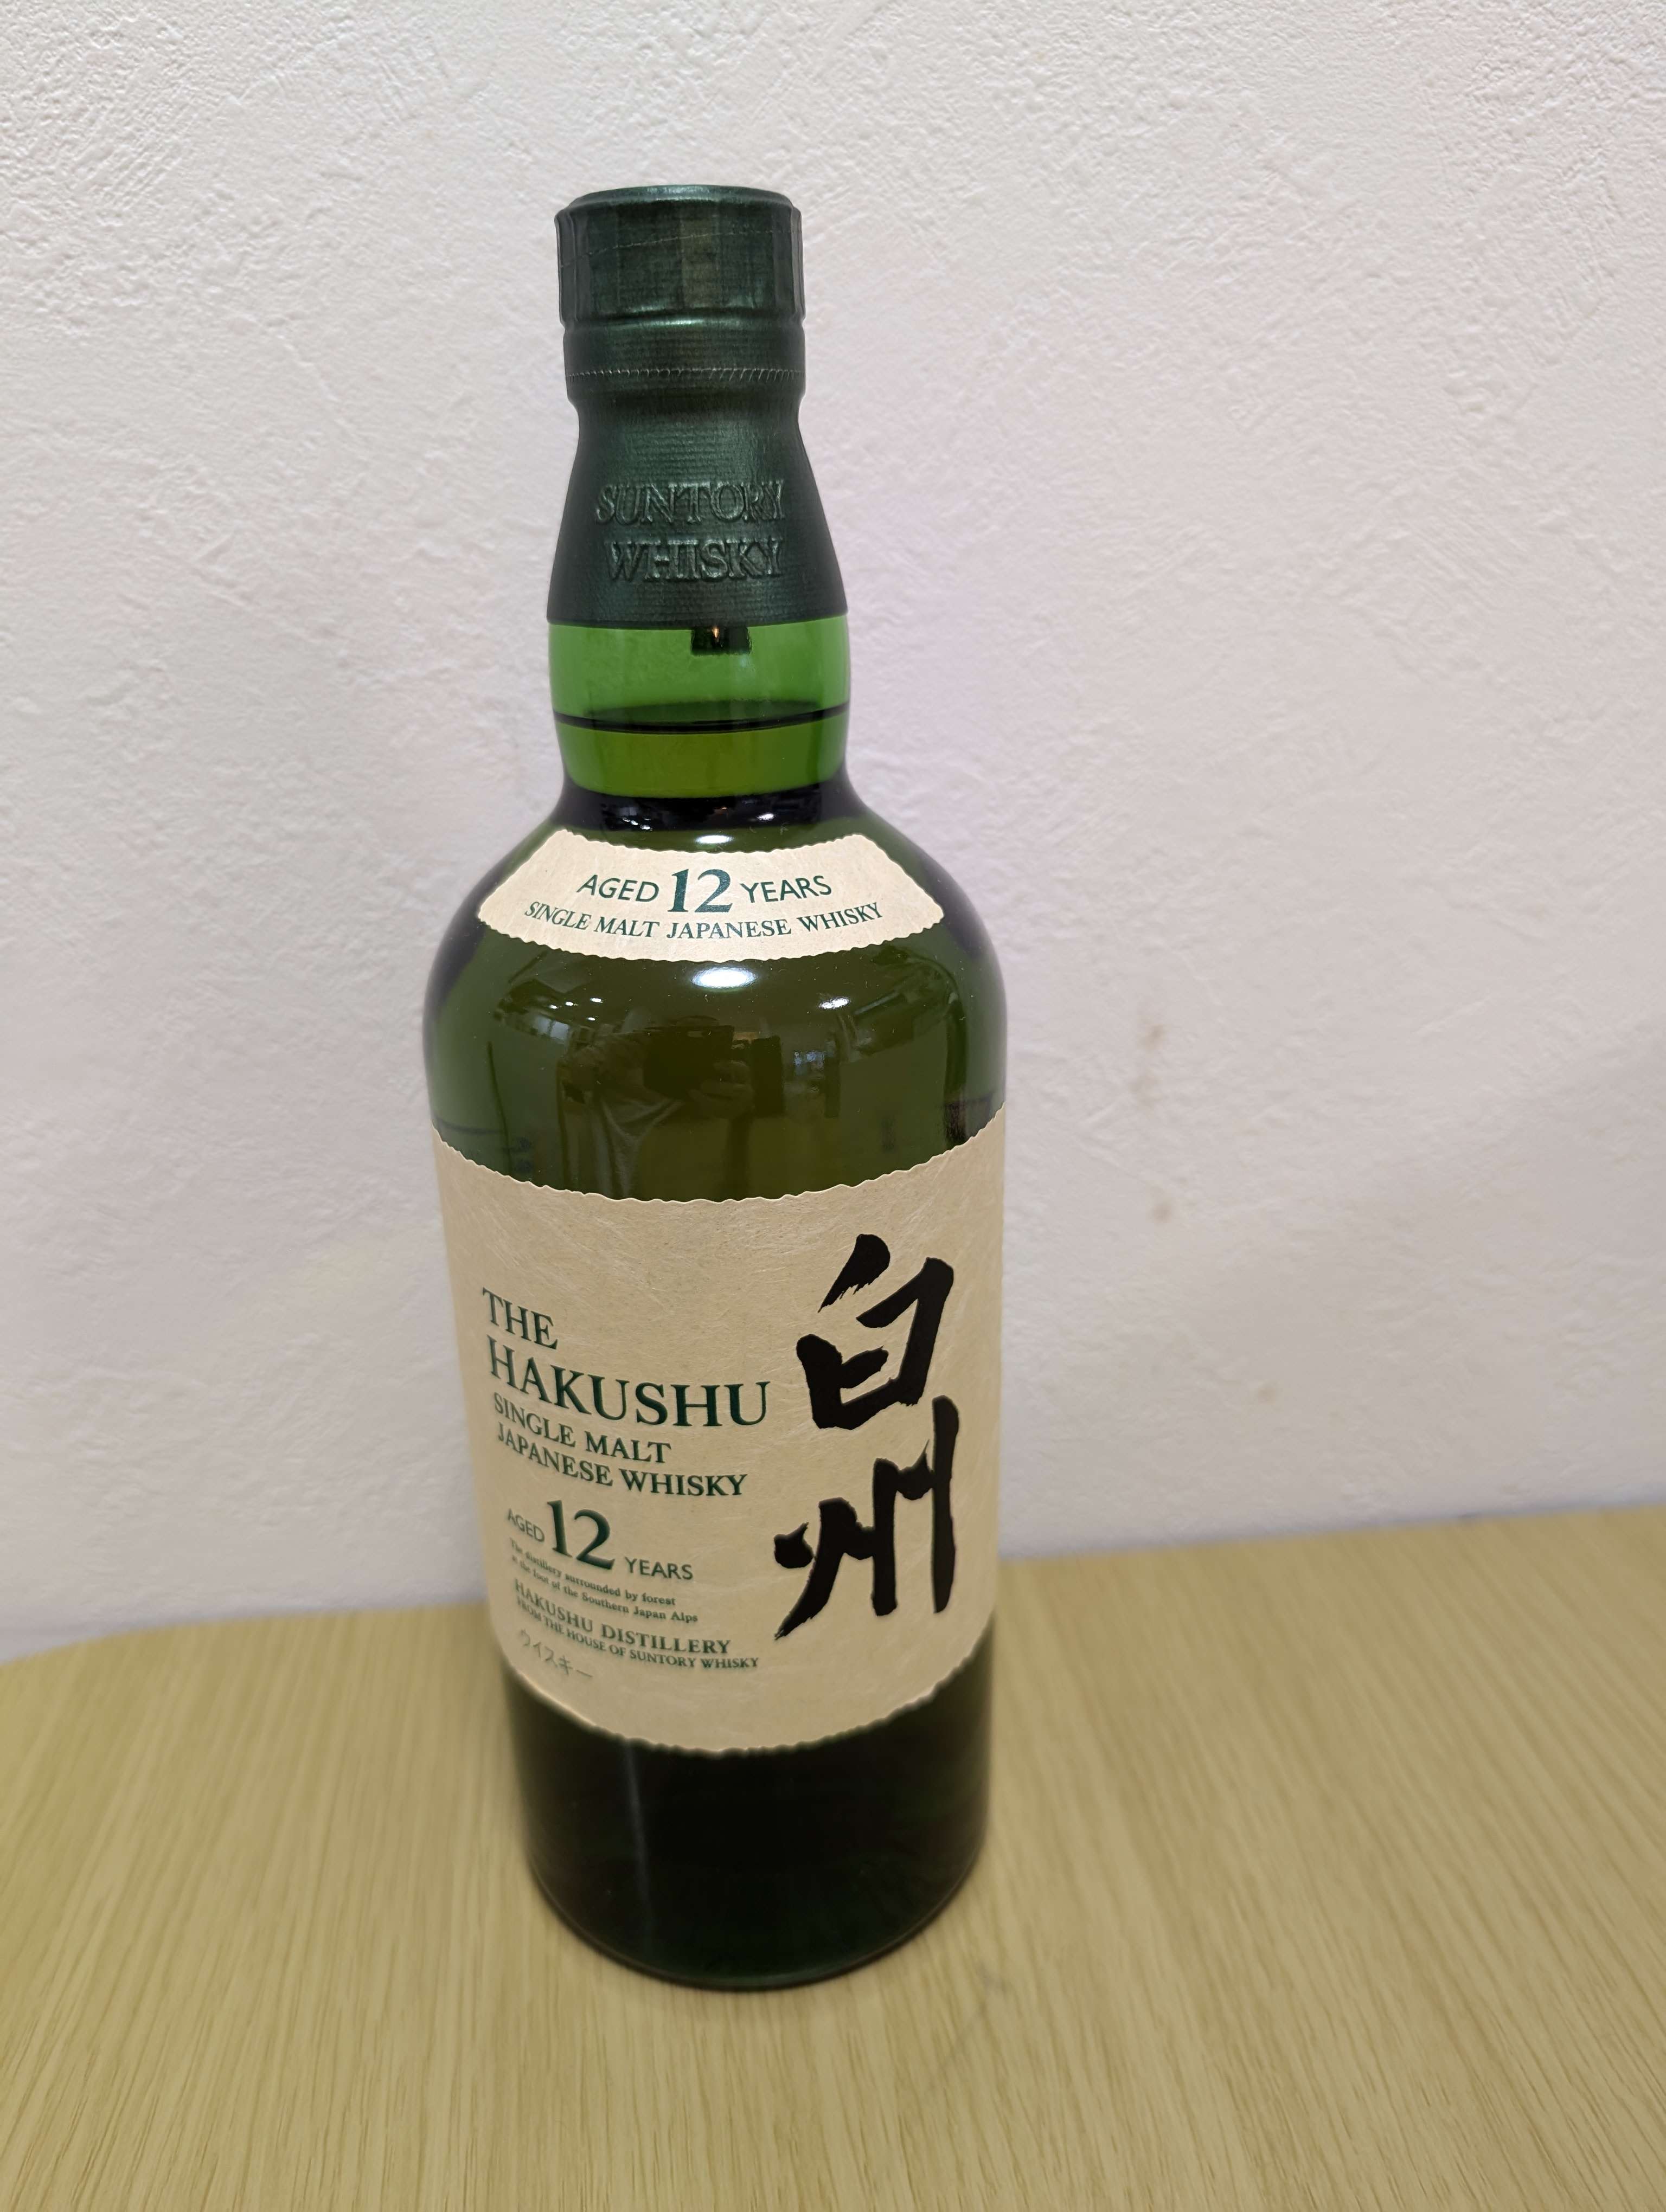 SUNTORY
WHISKY
AGED 12 YEARS
SINGLE MALT JAPANESE WHISKY
白州
THE
HAKUSHU
SINGLE MALT
JAPANESE WHISKY
AGED 12 YEARS
The distillery surrounded by forest
at the foot of the Southern Japan Alps
HAKUSHU DISTILLERY
FROM THE HOUSE OF SUNTORY WHISKY
ウイスキー